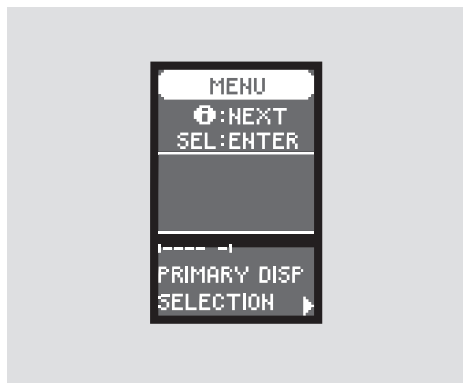 MENU
i:NEXT
SEL:ENTER
PRIMARY DISP
SELECTION